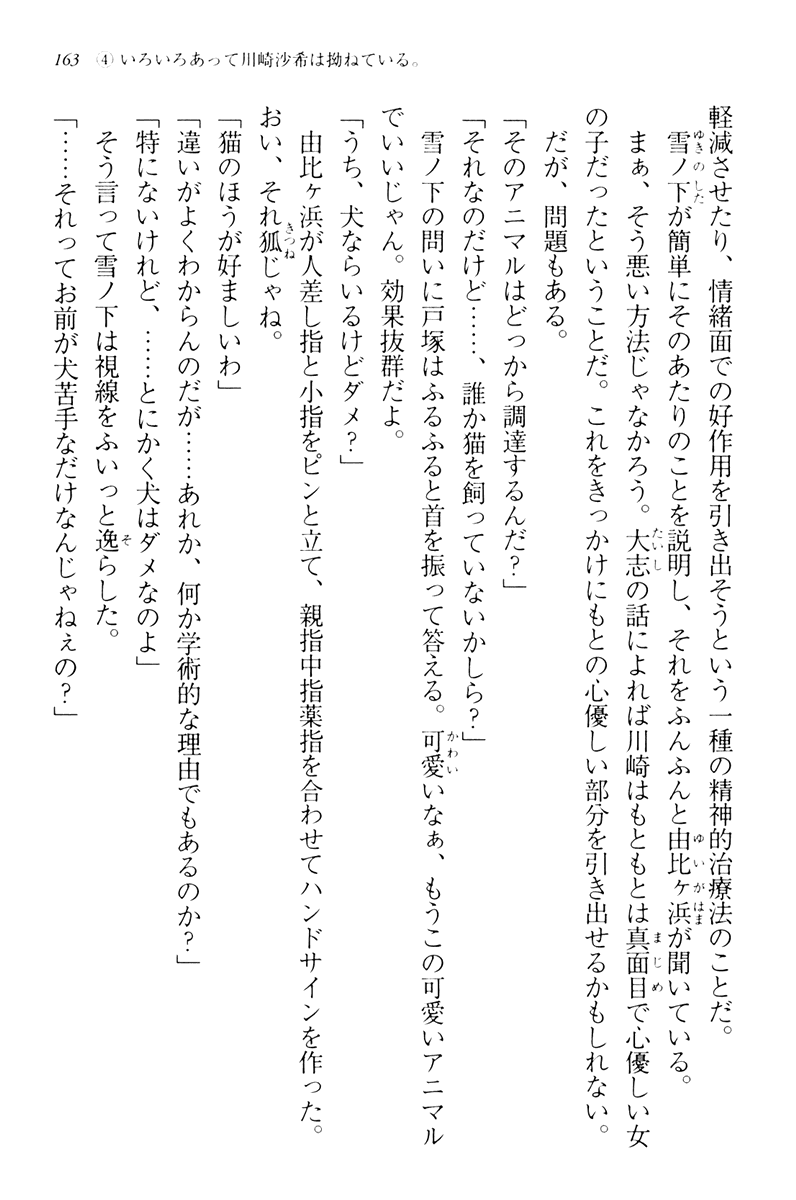 163 ④ いろいろあって川崎沙希は拗ねている。
軽減させたり、情緒面での好作用を引き出そうという一種の精神的治療法のことだ。
雪ノ下が簡単にそのあたりのことを説明し、それをふんふんと由比ヶ浜が聞いている。
まぁ、そう悪い方法じゃなかろう。大志の話によれば川崎はもともとは真面目で心優しい女
の子だったということだ。これをきっかけにもとの心優しい部分を引き出せるかもしれない。
だが、問題もある。
「そのアニマルはどっから調達するんだ？」
「それなのだけど……、誰か猫を飼っていないかしら？」
雪ノ下の問いに戸塚はふるふると首を振って答える。可愛いなぁ、もうこの可愛いアニマル
でいいじゃん。効果抜群だよ。
「うち、犬ならいるけどダメ？」
由比ヶ浜が人差し指と小指をピンと立て、親指中指薬指を合わせてハンドサインを作った。
おい、それ狐じゃね。
「猫のほうが好ましいわ」
「違いがよくわからんのだが……あれか、何か学術的な理由でもあるのか？」
「特にないけれど、……とにかく犬はダメなのよ」
そう言って雪ノ下は視線をふいっと逸らした。
「……それってお前が犬苦手なだけなんじゃねぇの？」